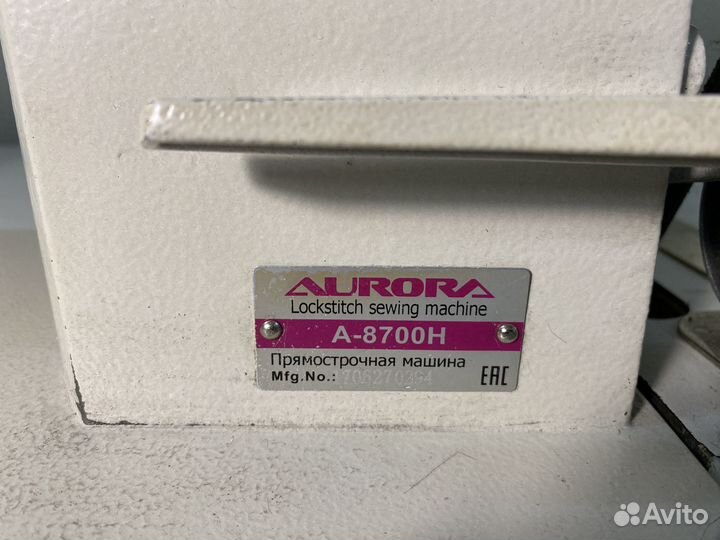 AURORA
Lockstitch sewing machine
A-8700H
Прямострочная машина
Mfg.No.:
EAC
Avito